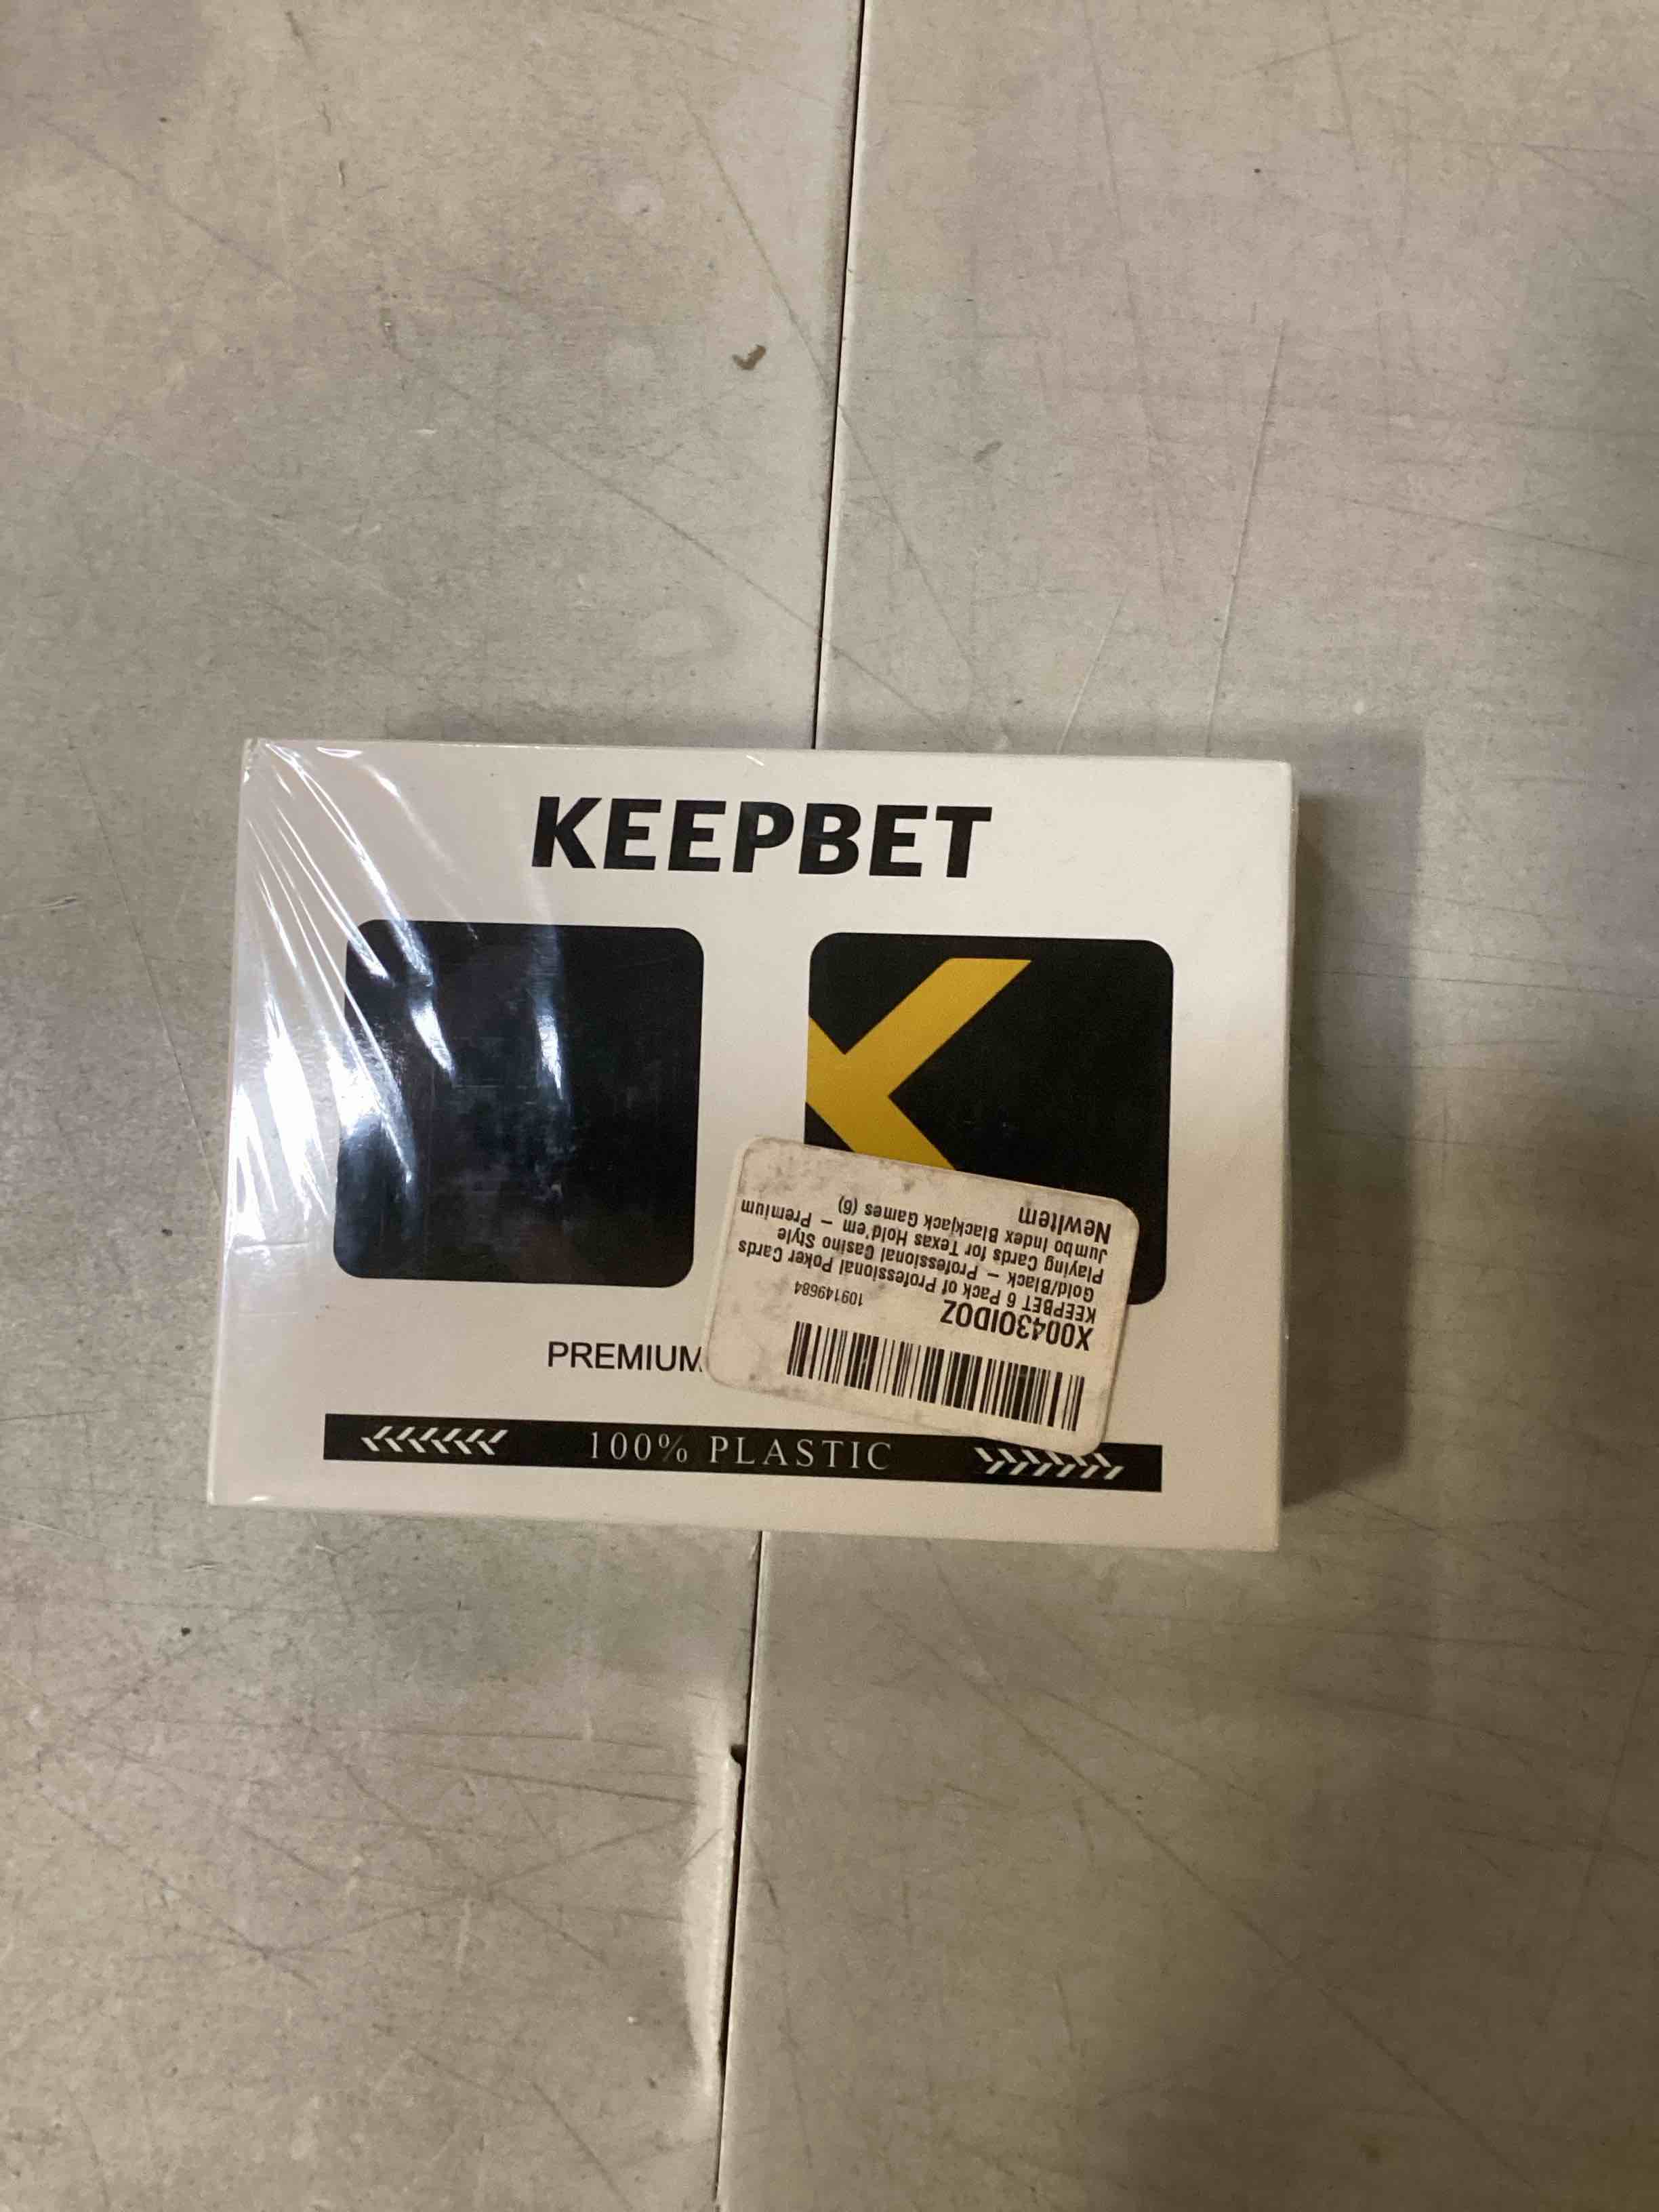 KEEPBET
PREMIUM
100% PLASTIC
X00430IDOZ
109149684
KEEPBET 6 Pack of Professional Poker Cards
Gold/Black – Professional Casino Style
Playing Cards for Texas Hold'em – Premium
Jumbo Index Blackjack Games (6)
NewItem